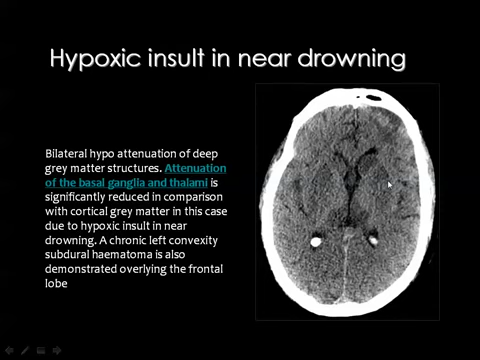 Hypoxic insult in near drowning
Bilateral hypo attenuation of deep
grey matter structures. Attenuation
of the basal ganglia and thalami is
significantly reduced in comparison
with cortical grey matter in this case
due to hypoxic insult in near
drowning. A chronic left convexity
subdural haematoma is also
demonstrated overlying the frontal
lobe